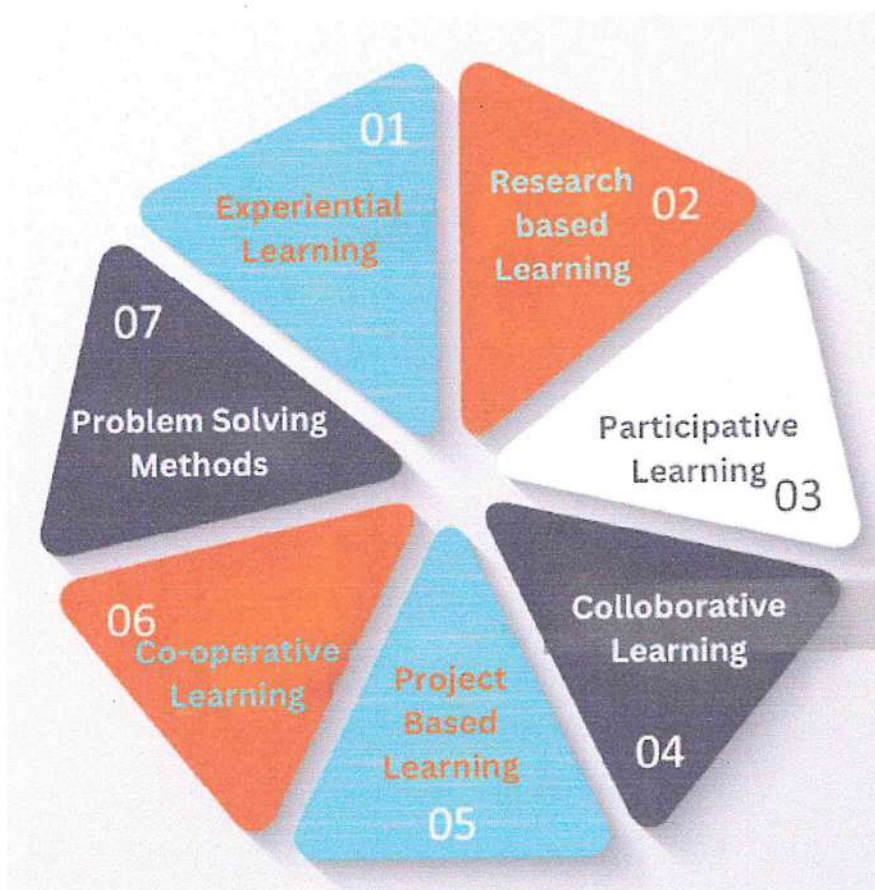 01
Experiential
Learning
02
Research
based
Learning
03
Participative
Learning
04
Colloborative
Learning
05
Project
Based
Learning
06
Co-operative
Learning
07
Problem Solving
Methods